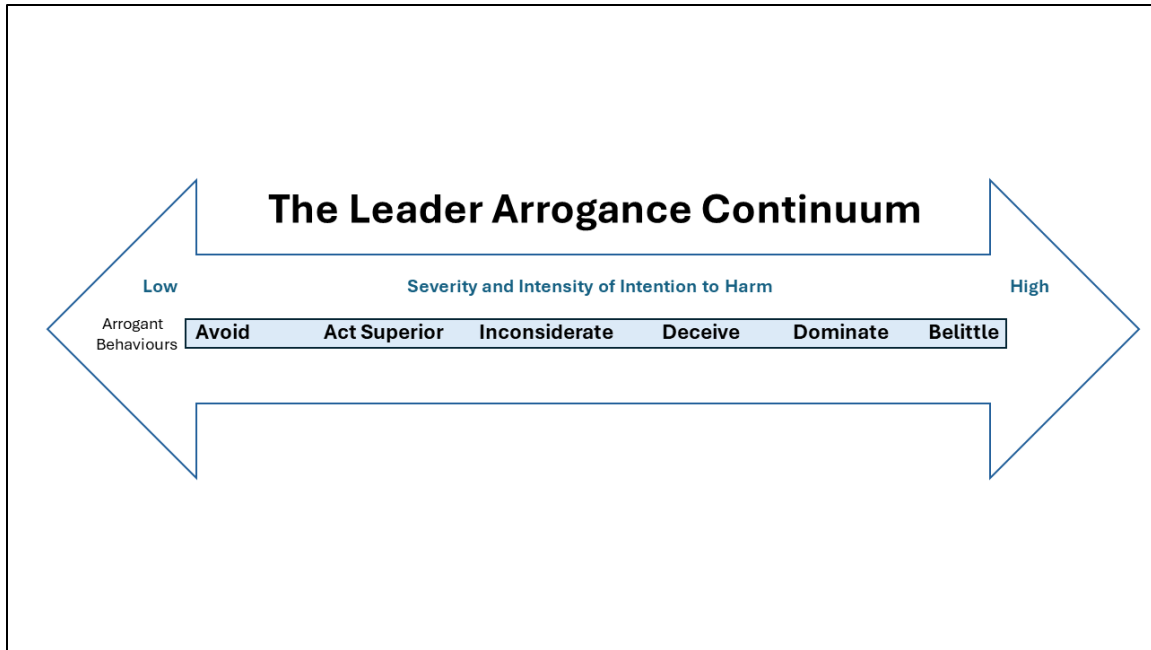 The Leader Arrogance Continuum
Low Severity and Intensity of Intention to Harm High
Arrogant
Behaviours
Avoid Act Superior Inconsiderate Deceive Dominate Belittle